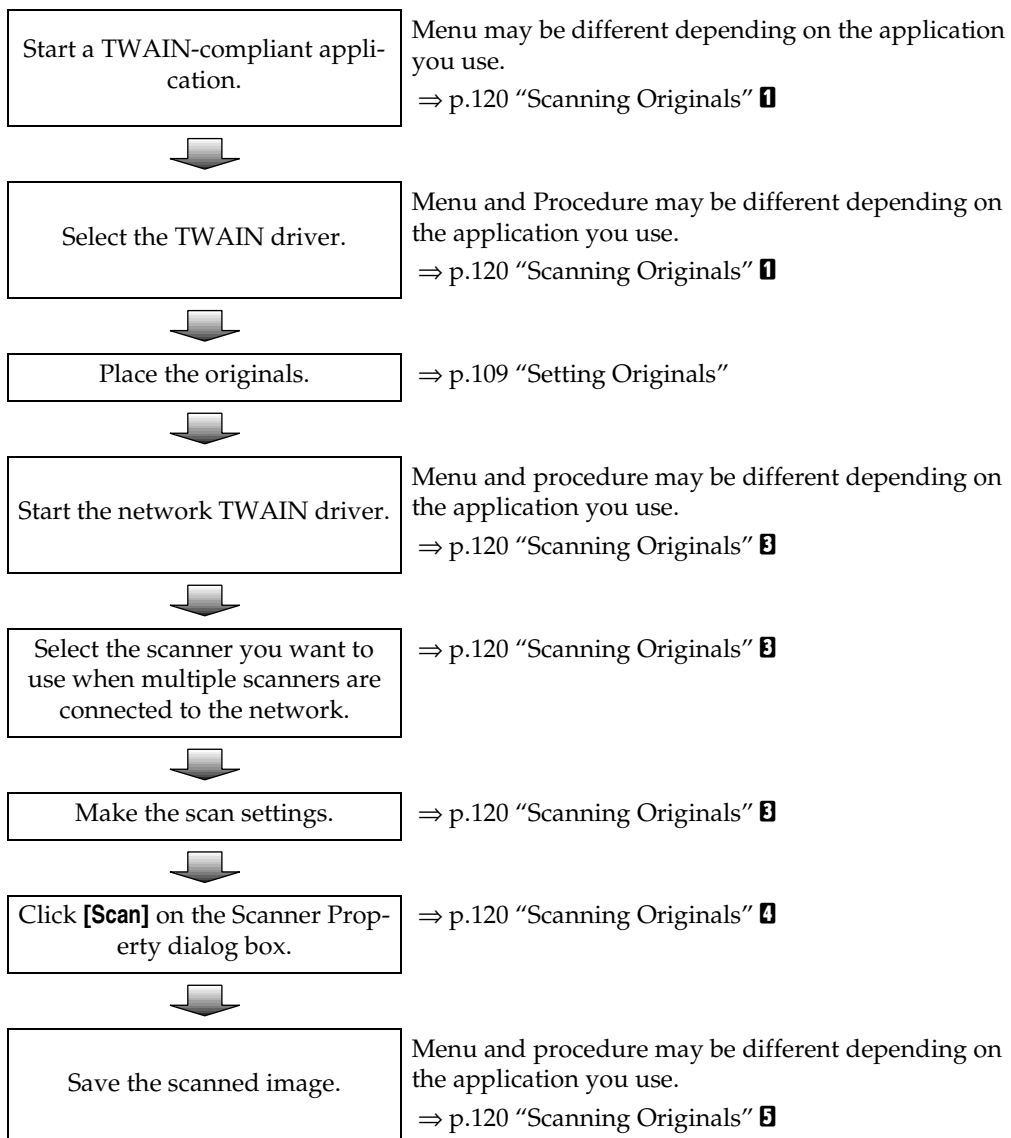 Start a TWAIN-compliant appli-
cation.
Menu may be different depending on the application
you use.
⇒ p.120 “Scanning Originals” 1
Select the TWAIN driver.
Menu and Procedure may be different depending on
the application you use.
⇒ p.120 “Scanning Originals” 1
Place the originals.
⇒ p.109 “Setting Originals”
Start the network TWAIN driver.
Menu and procedure may be different depending on
the application you use.
⇒ p.120 “Scanning Originals” 3
Select the scanner you want to
use when multiple scanners are
connected to the network.
⇒ p.120 “Scanning Originals” 3
Make the scan settings.
⇒ p.120 “Scanning Originals” 3
Click [Scan] on the Scanner Prop-
erty dialog box.
⇒ p.120 “Scanning Originals” 4
Save the scanned image.
Menu and procedure may be different depending on
the application you use.
⇒ p.120 “Scanning Originals” 5